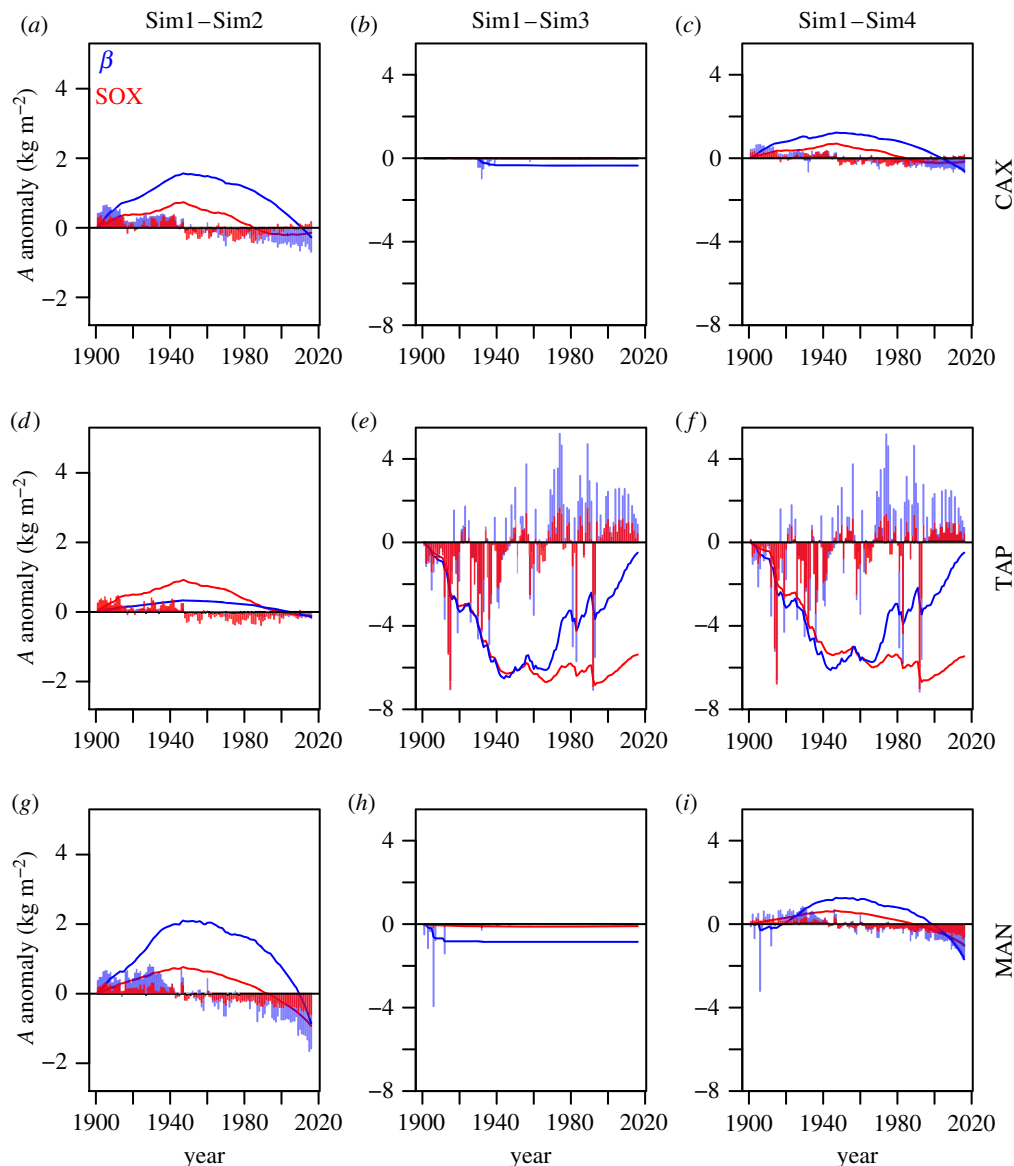 (a) Sim1–Sim2 (b) Sim1–Sim3 (c) Sim1–Sim4
β
SOX
A anomaly (kg m−2)
4 2 0 −2
4 0 −4 −8
4 0 −4 −8
CAX
1900 1940 1980 2020 1900 1940 1980 2020 1900 1940 1980 2020
(d) (e) (f)
A anomaly (kg m−2)
4 2 0 −2
4 0 −4 −8
4 0 −4 −8
TAP
1900 1940 1980 2020 1900 1940 1980 2020 1900 1940 1980 2020
(g) (h) (i)
A anomaly (kg m−2)
4 2 0 −2
4 0 −4 −8
4 0 −4 −8
MAN
1900 1940 1980 2020 1900 1940 1980 2020 1900 1940 1980 2020
year year year